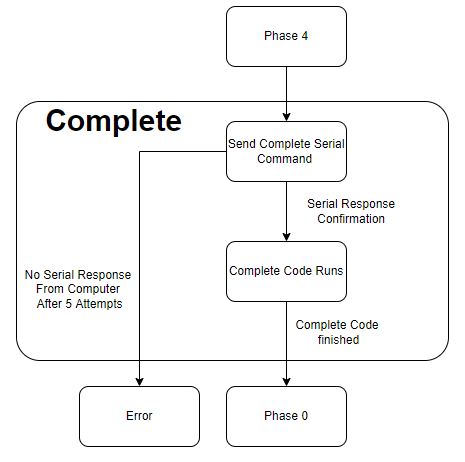 Phase 4
Complete
Send Complete Serial
Command
Serial Response
Confirmation
Complete Code Runs
No Serial Response
From Computer
After 5 Attempts
Complete Code
finished
Error
Phase 0